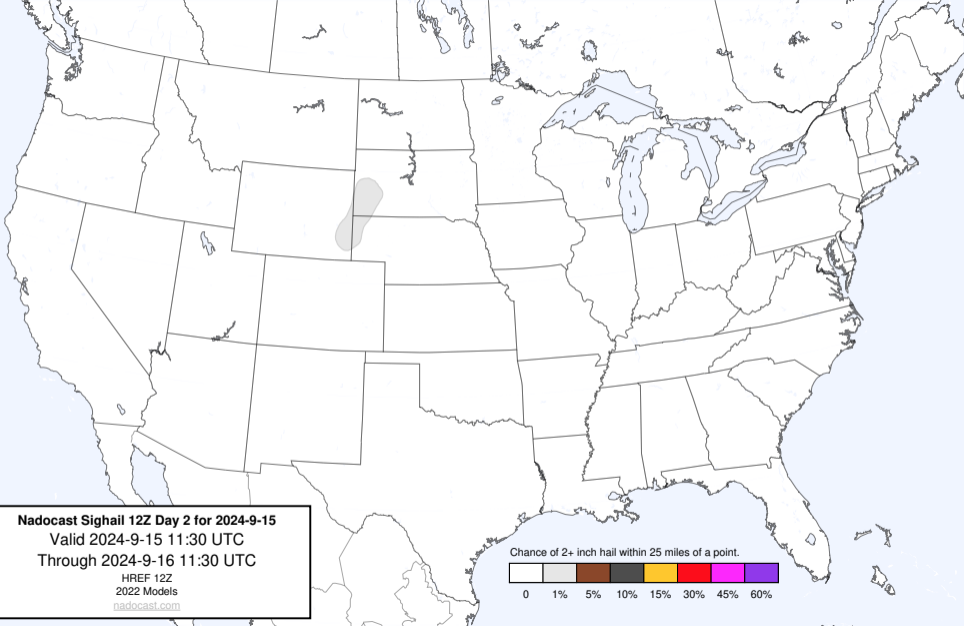 Nadocast Sighail 12Z Day 2 for 2024-9-15
Valid 2024-9-15 11:30 UTC
Through 2024-9-16 11:30 UTC
HREF 12Z
2022 Models
nadocast.com
Chance of 2+ inch hail within 25 miles of a point.
0 1% 5% 10% 15% 30% 45% 60%